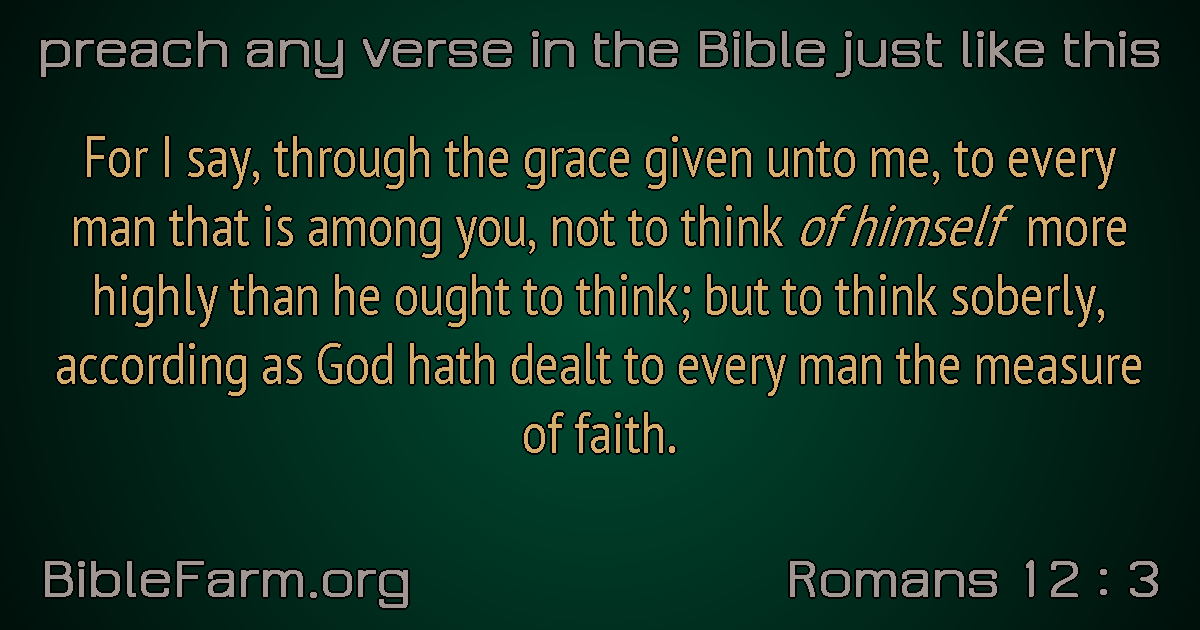 preach any verse in the Bible just like this
For I say, through the grace given unto me, to every
man that is among you, not to think of himself more
highly than he ought to think; but to think soberly,
according as God hath dealt to every man the measure
of faith.
BibleFarm.org
Romans 12 : 3